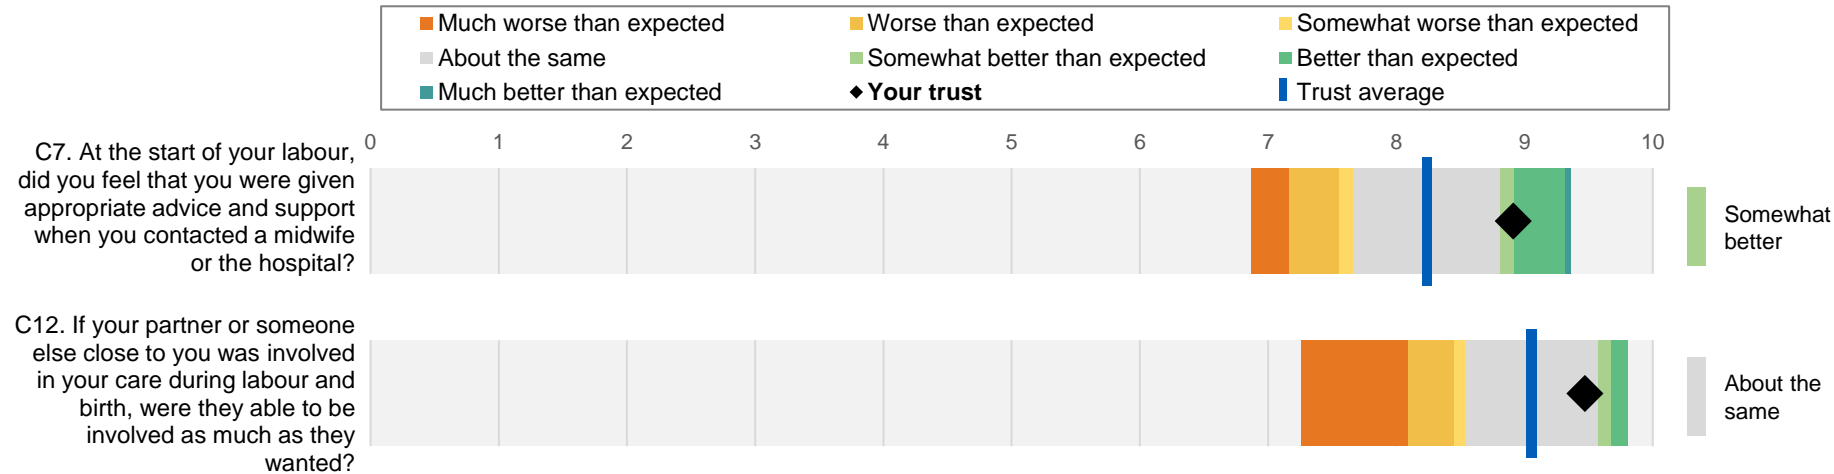 Much worse than expected
Worse than expected
Somewhat worse than expected
About the same
Somewhat better than expected
Better than expected
Much better than expected
Your trust
Trust average
0 1 2 3 4 5 6 7 8 9 10
C7. At the start of your labour,
did you feel that you were given
appropriate advice and support
when you contacted a midwife
or the hospital?
Somewhat
better
C12. If your partner or someone
else close to you was involved
in your care during labour and
birth, were they able to be
involved as much as they
wanted?
About the
same